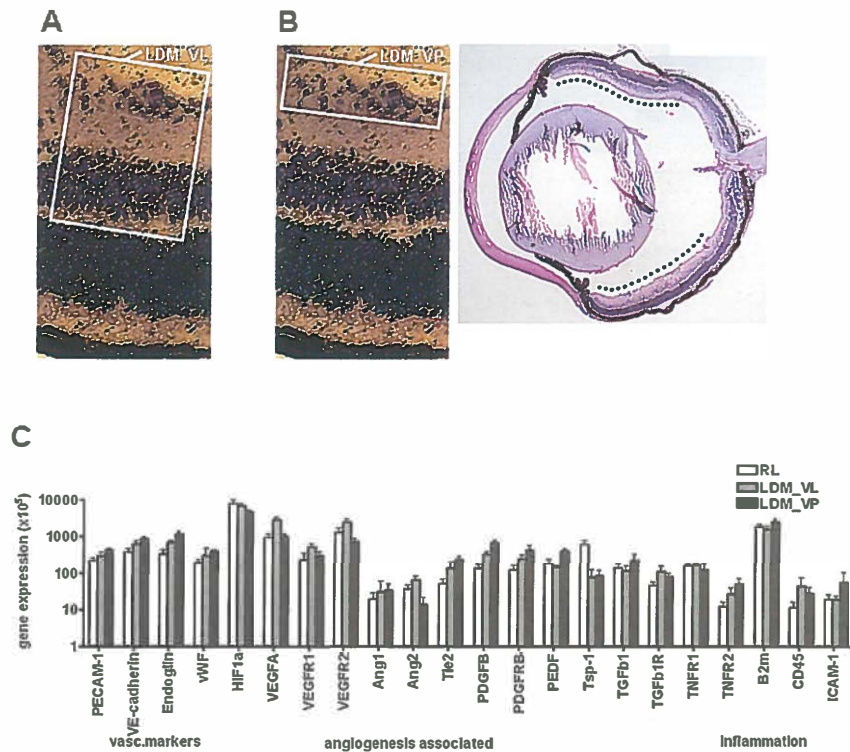 A
B
LDM_VL
LDM_VP
C
RL
LDM_VL
LDM_VP
gene expression (x10⁵)
10000
1000
100
10
1
PECAM-1
VE-cadherin
Endoglin
vWF
HIF1a
VEGFA
VEGFR1
VEGFR2
Ang1
Ang2
Tie2
PDGFB
PDGFRB
PEDF
Tsp-1
TGFb1
TGFb1R
TNFR1
TNFR2
B2m
CD45
ICAM-1
vasc.markers
angiogenesis associated
inflammation